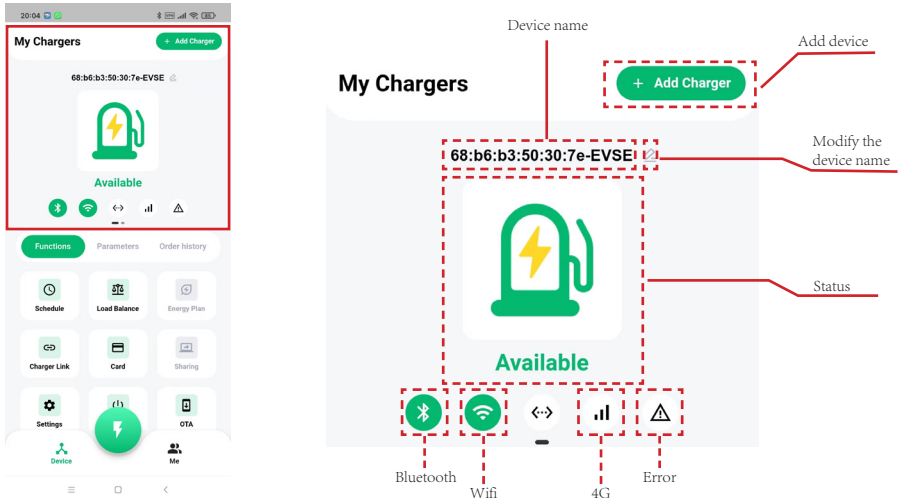 20:04
My Chargers
+ Add Charger
68:b6:b3:50:30:7e-EVSE
Available
Functions
Parameters
Order history
Schedule
Load Balance
Energy Plan
Charger Link
Card
Sharing
Settings
OTA
Device
Me
Device name
Add device
My Chargers
+ Add Charger
Modify the
device name
68:b6:b3:50:30:7e-EVSE
Status
Available
Bluetooth
Wifi
4G
Error